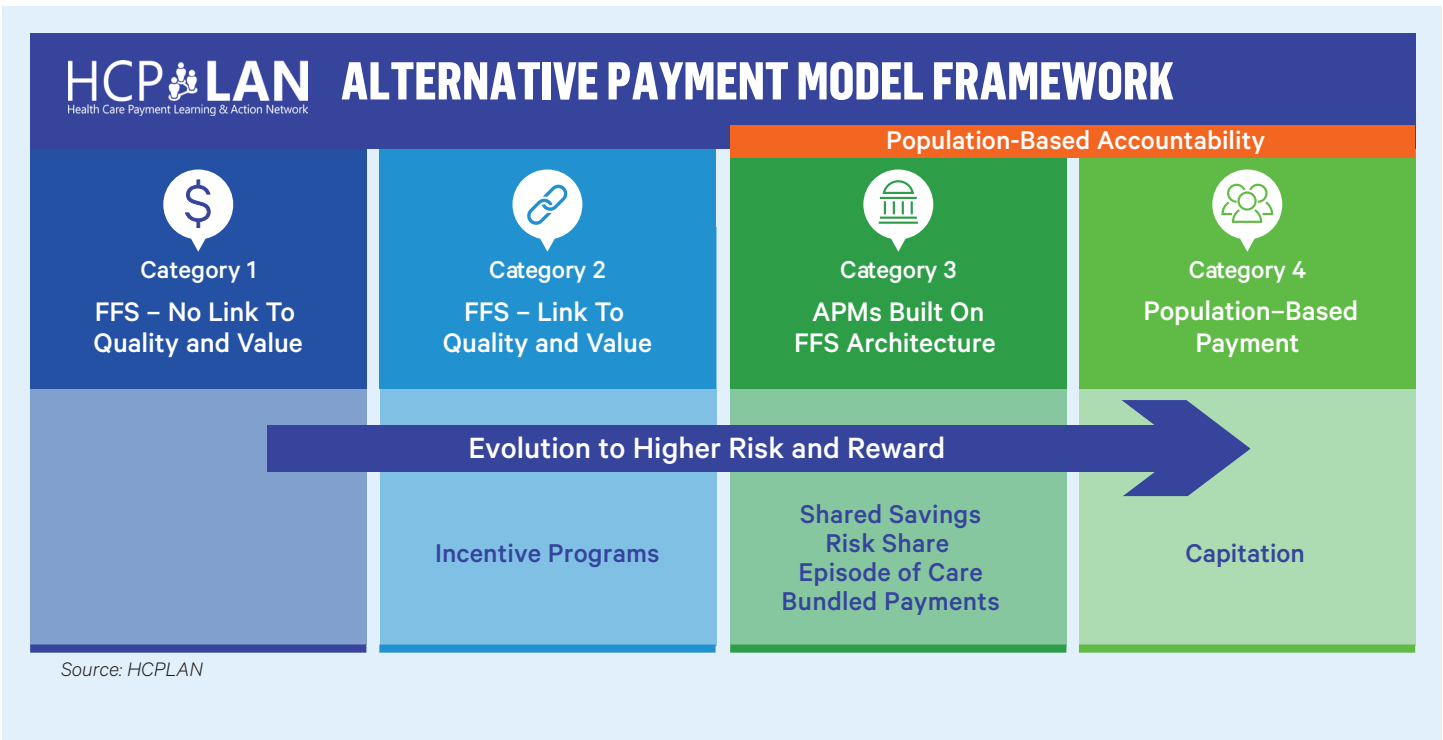 HCP LAN
Health Care Payment Learning & Action Network
ALTERNATIVE PAYMENT MODEL FRAMEWORK
Population-Based Accountability
$
Category 1
FFS – No Link To
Quality and Value
Category 2
FFS – Link To
Quality and Value
Category 3
APMs Built On
FFS Architecture
Category 4
Population–Based
Payment
Evolution to Higher Risk and Reward
Incentive Programs
Shared Savings
Risk Share
Episode of Care
Bundled Payments
Capitation
Source: HCPLAN